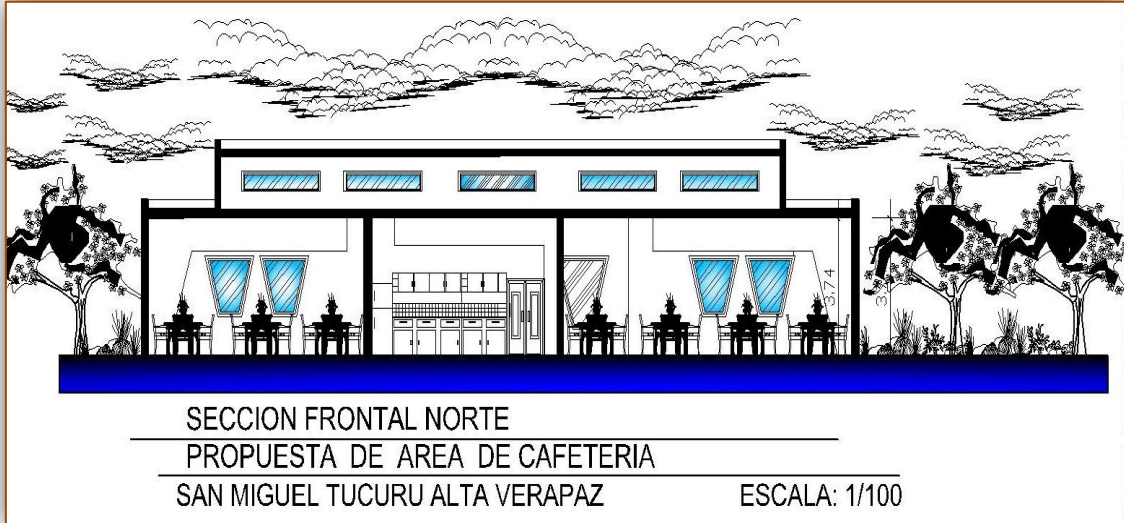 3.74
SECCION FRONTAL NORTE
PROPUESTA DE AREA DE CAFETERIA
SAN MIGUEL TUCURU ALTA VERAPAZ
ESCALA: 1/100